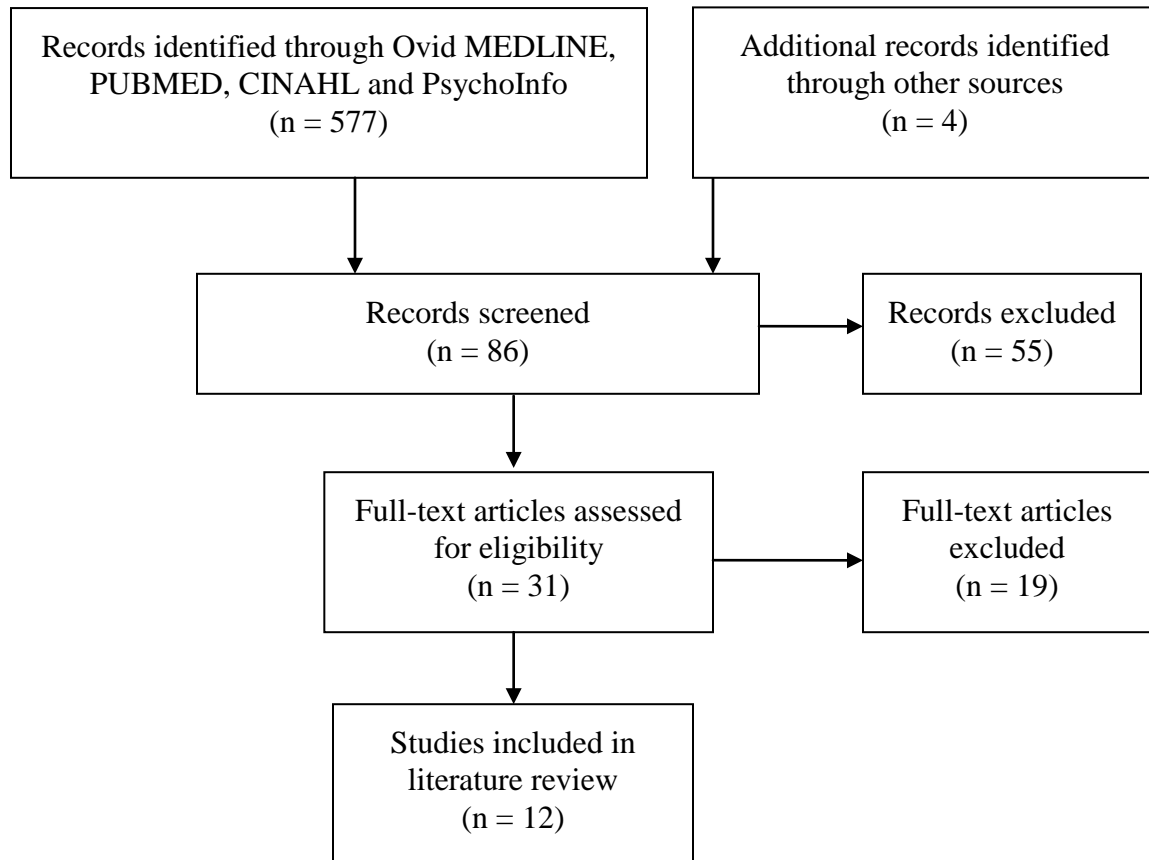 Records identified through Ovid MEDLINE,
PUBMED, CINAHL and PsychoInfo
(n = 577)
Additional records identified
through other sources
(n = 4)
Records screened
(n = 86)
Records excluded
(n = 55)
Full-text articles assessed
for eligibility
(n = 31)
Full-text articles
excluded
(n = 19)
Studies included in
literature review
(n = 12)